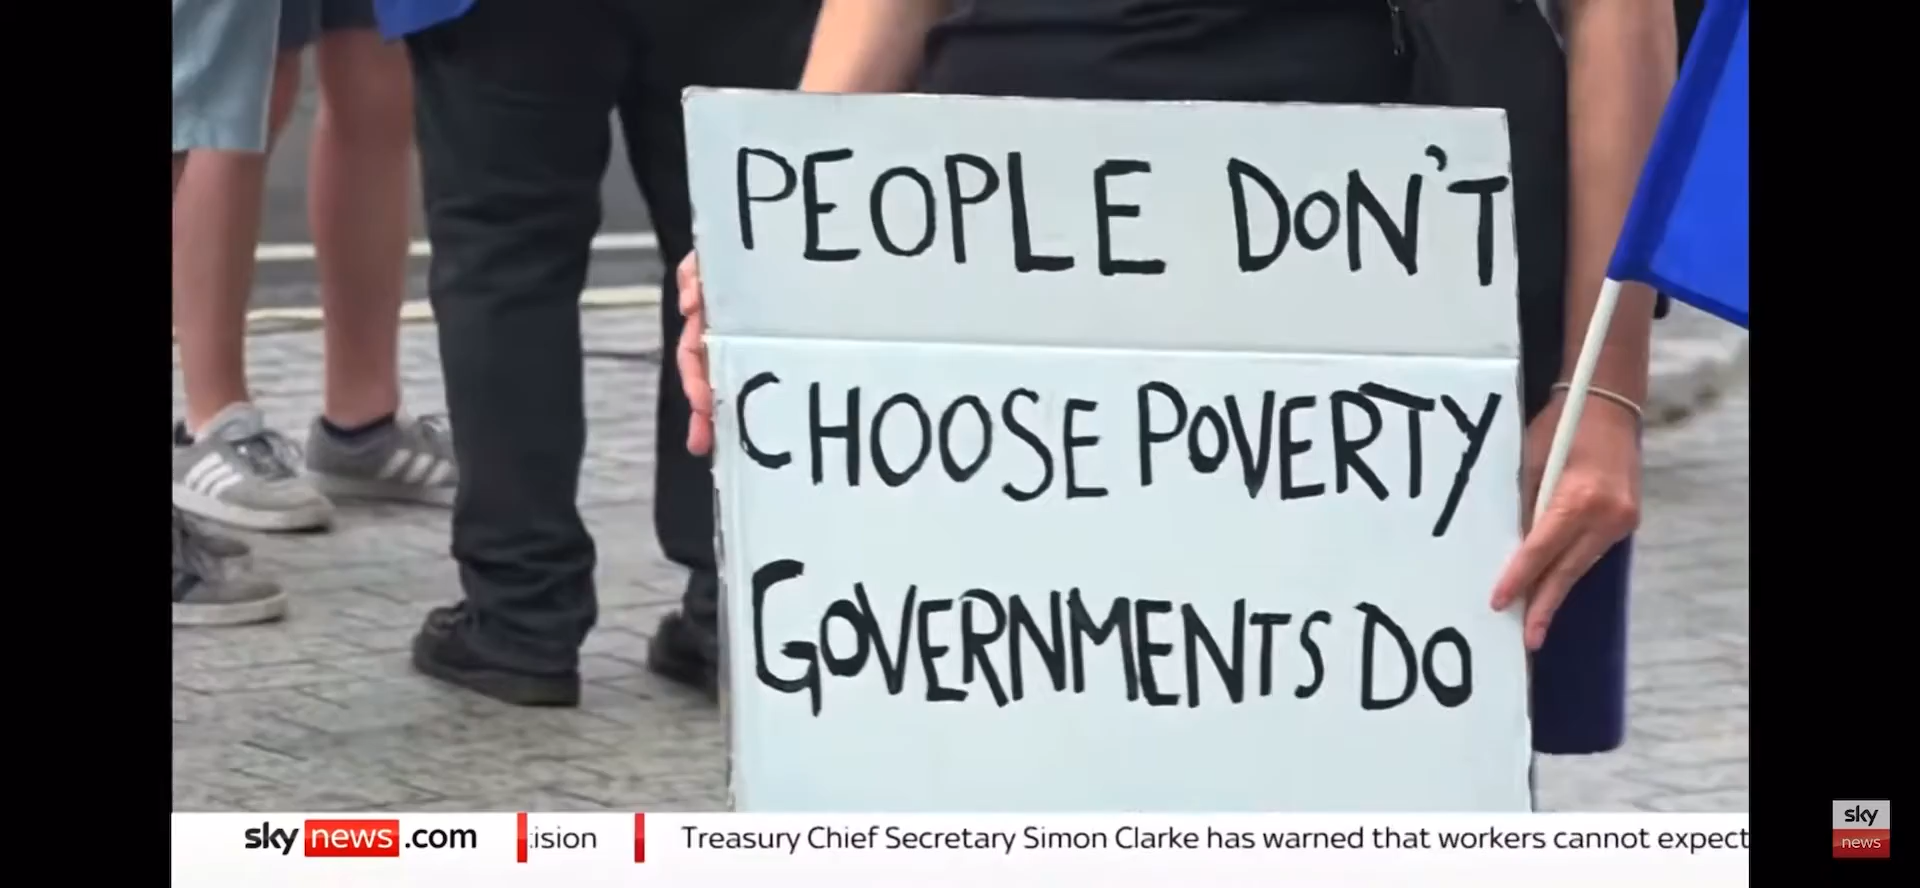 PEOPLE DON'T
CHOOSE POVERTY
GOVERNMENTS DO
sky news.com
ision
Treasury Chief Secretary Simon Clarke has warned that workers cannot expect
sky
news